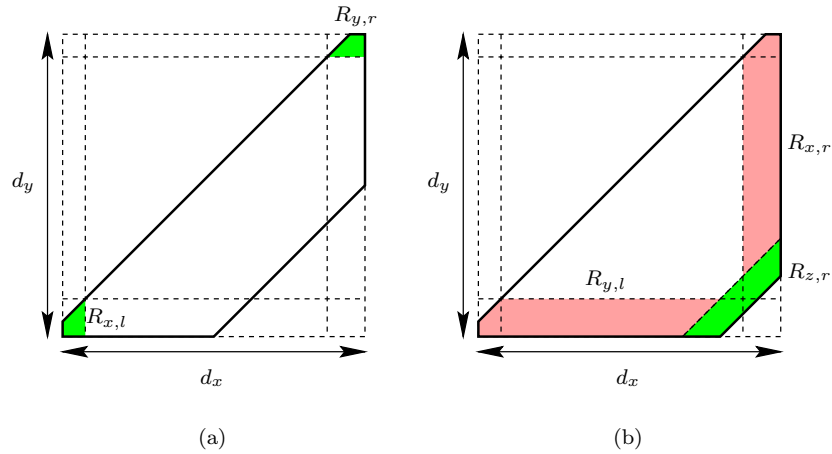 R_{y,r}
d_y
R_{x,l}
d_x
(a)
d_y
R_{x,r}
R_{y,l}
R_{z,r}
d_x
(b)